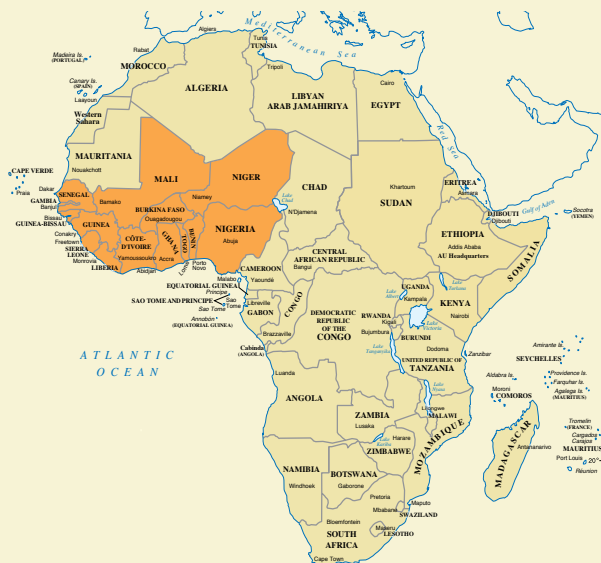 Mediterranean Sea
Algiers
Tunis
TUNISIA
Rabat
Madeira Is.
(PORTUGAL)
MOROCCO
Tripoli
Canary Is.
(SPAIN)
Laayoun
ALGERIA
LIBYAN
ARAB JAMAHIRIYA
Cairo
EGYPT
Western
Sahara
Red Sea
MAURITANIA
Nouakchott
MALI
NIGER
CHAD
SUDAN
Khartoum
ERITREA
Asmara
CAPE VERDE
Praia
Dakar
SENEGAL
GAMBIA
Banjul
Bamako
Niamey
Lake
Chad
N'Djamena
Socotra
(YEMEN)
Gulf of Aden
DJIBOUTI
Djibouti
Bissau
GUINEA-BISSAU
GUINEA
BURKINA FASO
Ouagadougou
BENIN
TOGO
GHANA
NIGERIA
Abuja
Conakry
Freetown
SIERRA
LEONE
Monrovia
LIBERIA
CÔTE-
D'IVOIRE
Yamoussoukro
Abidjan
Accra
Lomé
Porto
Novo
ETHIOPIA
Addis Ababa
AU Headquarters
SOMALIA
CENTRAL
AFRICAN REPUBLIC
Bangui
CAMEROON
Yaoundé
Malabo
EQUATORIAL GUINEA
Principe
SAO TOME AND PRINCIPE
Sao
Tome
Sao Tome
Libreville
GABON
CONGO
Annobón
(EQUATORIAL GUINEA)
Brazzaville
DEMOCRATIC
REPUBLIC
OF THE
CONGO
Lake
Albert
UGANDA
Kampala
Lake
Turkana
KENYA
Nairobi
Lake
Victoria
RWANDA
Kigali
Bujumbura
BURUNDI
Lake
Tanganyika
Dodoma
UNITED REPUBLIC OF
TANZANIA
Zanzibar
Amirante Is.
SEYCHELLES
Cabinda
(ANGOLA)
ATLANTIC
OCEAN
Luanda
ANGOLA
Aldabra Is.
Providence Is.
Farquhar Is.
Agalega Is.
(MAURITIUS)
Moroni
COMOROS
Lake
Nyasa
Lilongwe
MALAWI
ZAMBIA
Lusaka
Lake
Kariba
Harare
ZIMBABWE
MOZAMBIQUE
MADAGASCAR
Antananarivo
Tromelin
(FRANCE)
Cargados
Carajos
MAURITIUS
Port Louis
20°
Réunion
NAMIBIA
Windhoek
BOTSWANA
Gaborone
Pretoria
Maputo
Mbabane
SWAZILAND
Bloemfontein
Maseru
LESOTHO
SOUTH
AFRICA
Cape Town